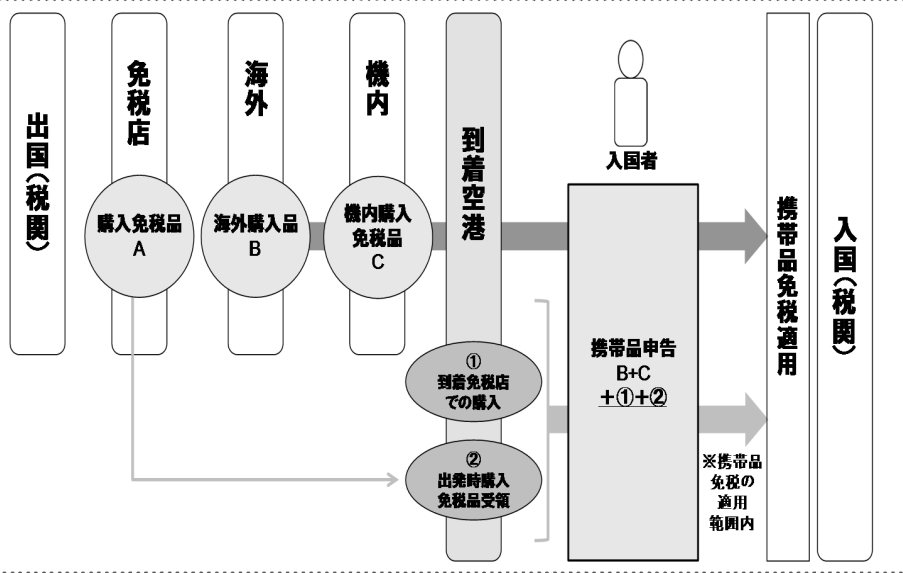 出国(税関)
免税店
海外
機内
到着空港
入国者
携帯品免税適用
入国(税関)
購入免税品
A
海外購入品
B
機内購入
免税品
C
①
到着免税店
での購入
②
出発時購入
免税品受領
携帯品申告
B+C
+①+②
※携帯品
免税の
適用
範囲内